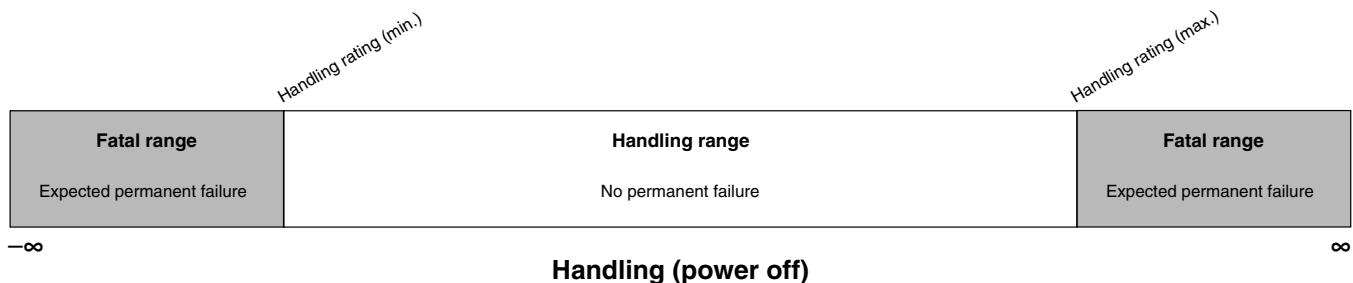 Handling rating (min.)
Handling rating (max.)
Fatal range
Handling range
Fatal range
Expected permanent failure
No permanent failure
Expected permanent failure
–∞
∞
Handling (power off)